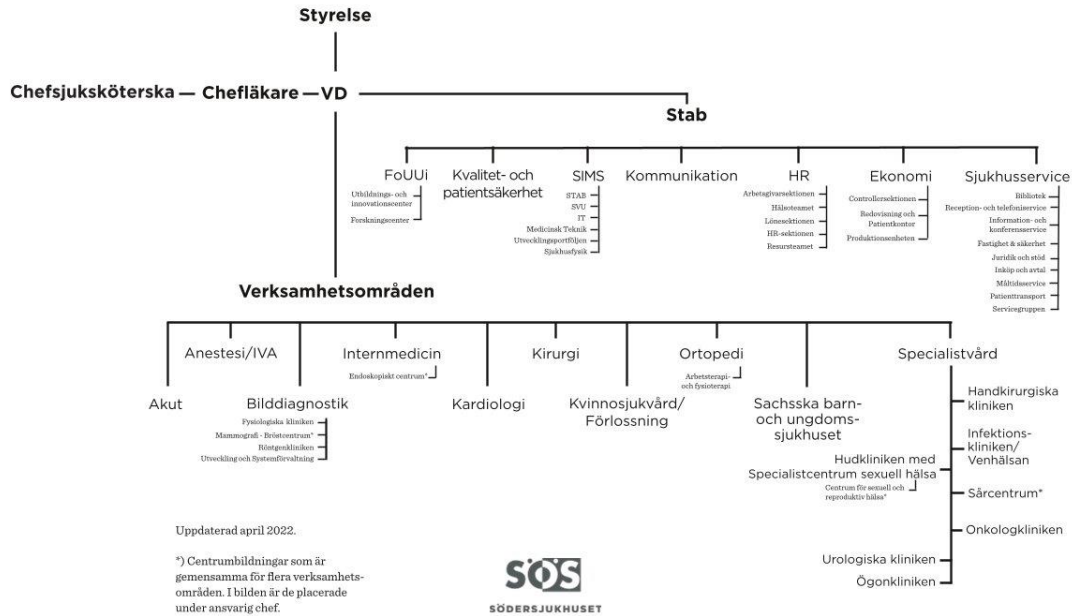 Styrelse
Chefsjuksköterska
Chefläkare
VD
Stab
FoUUi
Utbildnings- och
innovationscenter
Forskningscenter
Kvalitet- och
patientsäkerhet
SIMS
STAB
SVU
IT
Medicinsk Teknik
Utvecklingsportföljen
Sjukhusfysik
Kommunikation
HR
Arbetsgivarsektionen
Hälsoteamet
Lönesektionen
HR-sektionen
Resursteamet
Ekonomi
Controllersektionen
Redovisning och
Patientkontor
Produktionsenheten
Sjukhusservice
Bibliotek
Reception- och telefoniservice
Information- och
konferensservice
Fastighet & säkerhet
Juridik och stöd
Inköp och avtal
Måltidsservice
Patienttransport
Servicegruppen
Verksamhetsområden
Akut
Anestesi/IVA
Bilddiagnostik
Fysiologiska kliniken
Mammografi - Bröstcentrum*
Röntgenkliniken
Utveckling och Systemförvaltning
Internmedicin
Endoskopiskt centrum*
Kardiologi
Kirurgi
Kvinnosjukvård/
Förlossning
Ortopedi
Arbetsterapi-
och fysioterapi
Sachsska barn-
och ungdoms-
sjukhuset
Specialistvård
Handkirurgiska
kliniken
Infektions-
kliniken/
Venhälsan
Hudkliniken med
Specialistcentrum sexuell hälsa
Centrum för sexuell och
reproduktiv hälsa*
Sårcentrum*
Onkologkliniken
Urologiska kliniken
Ögonkliniken
Uppdaterad april 2022.
*) Centrumbildningar som är
gemensamma för flera verksamhets-
områden. I bilden är de placerade
under ansvarig chef.
SÖS
SÖDERSJUKHUSET